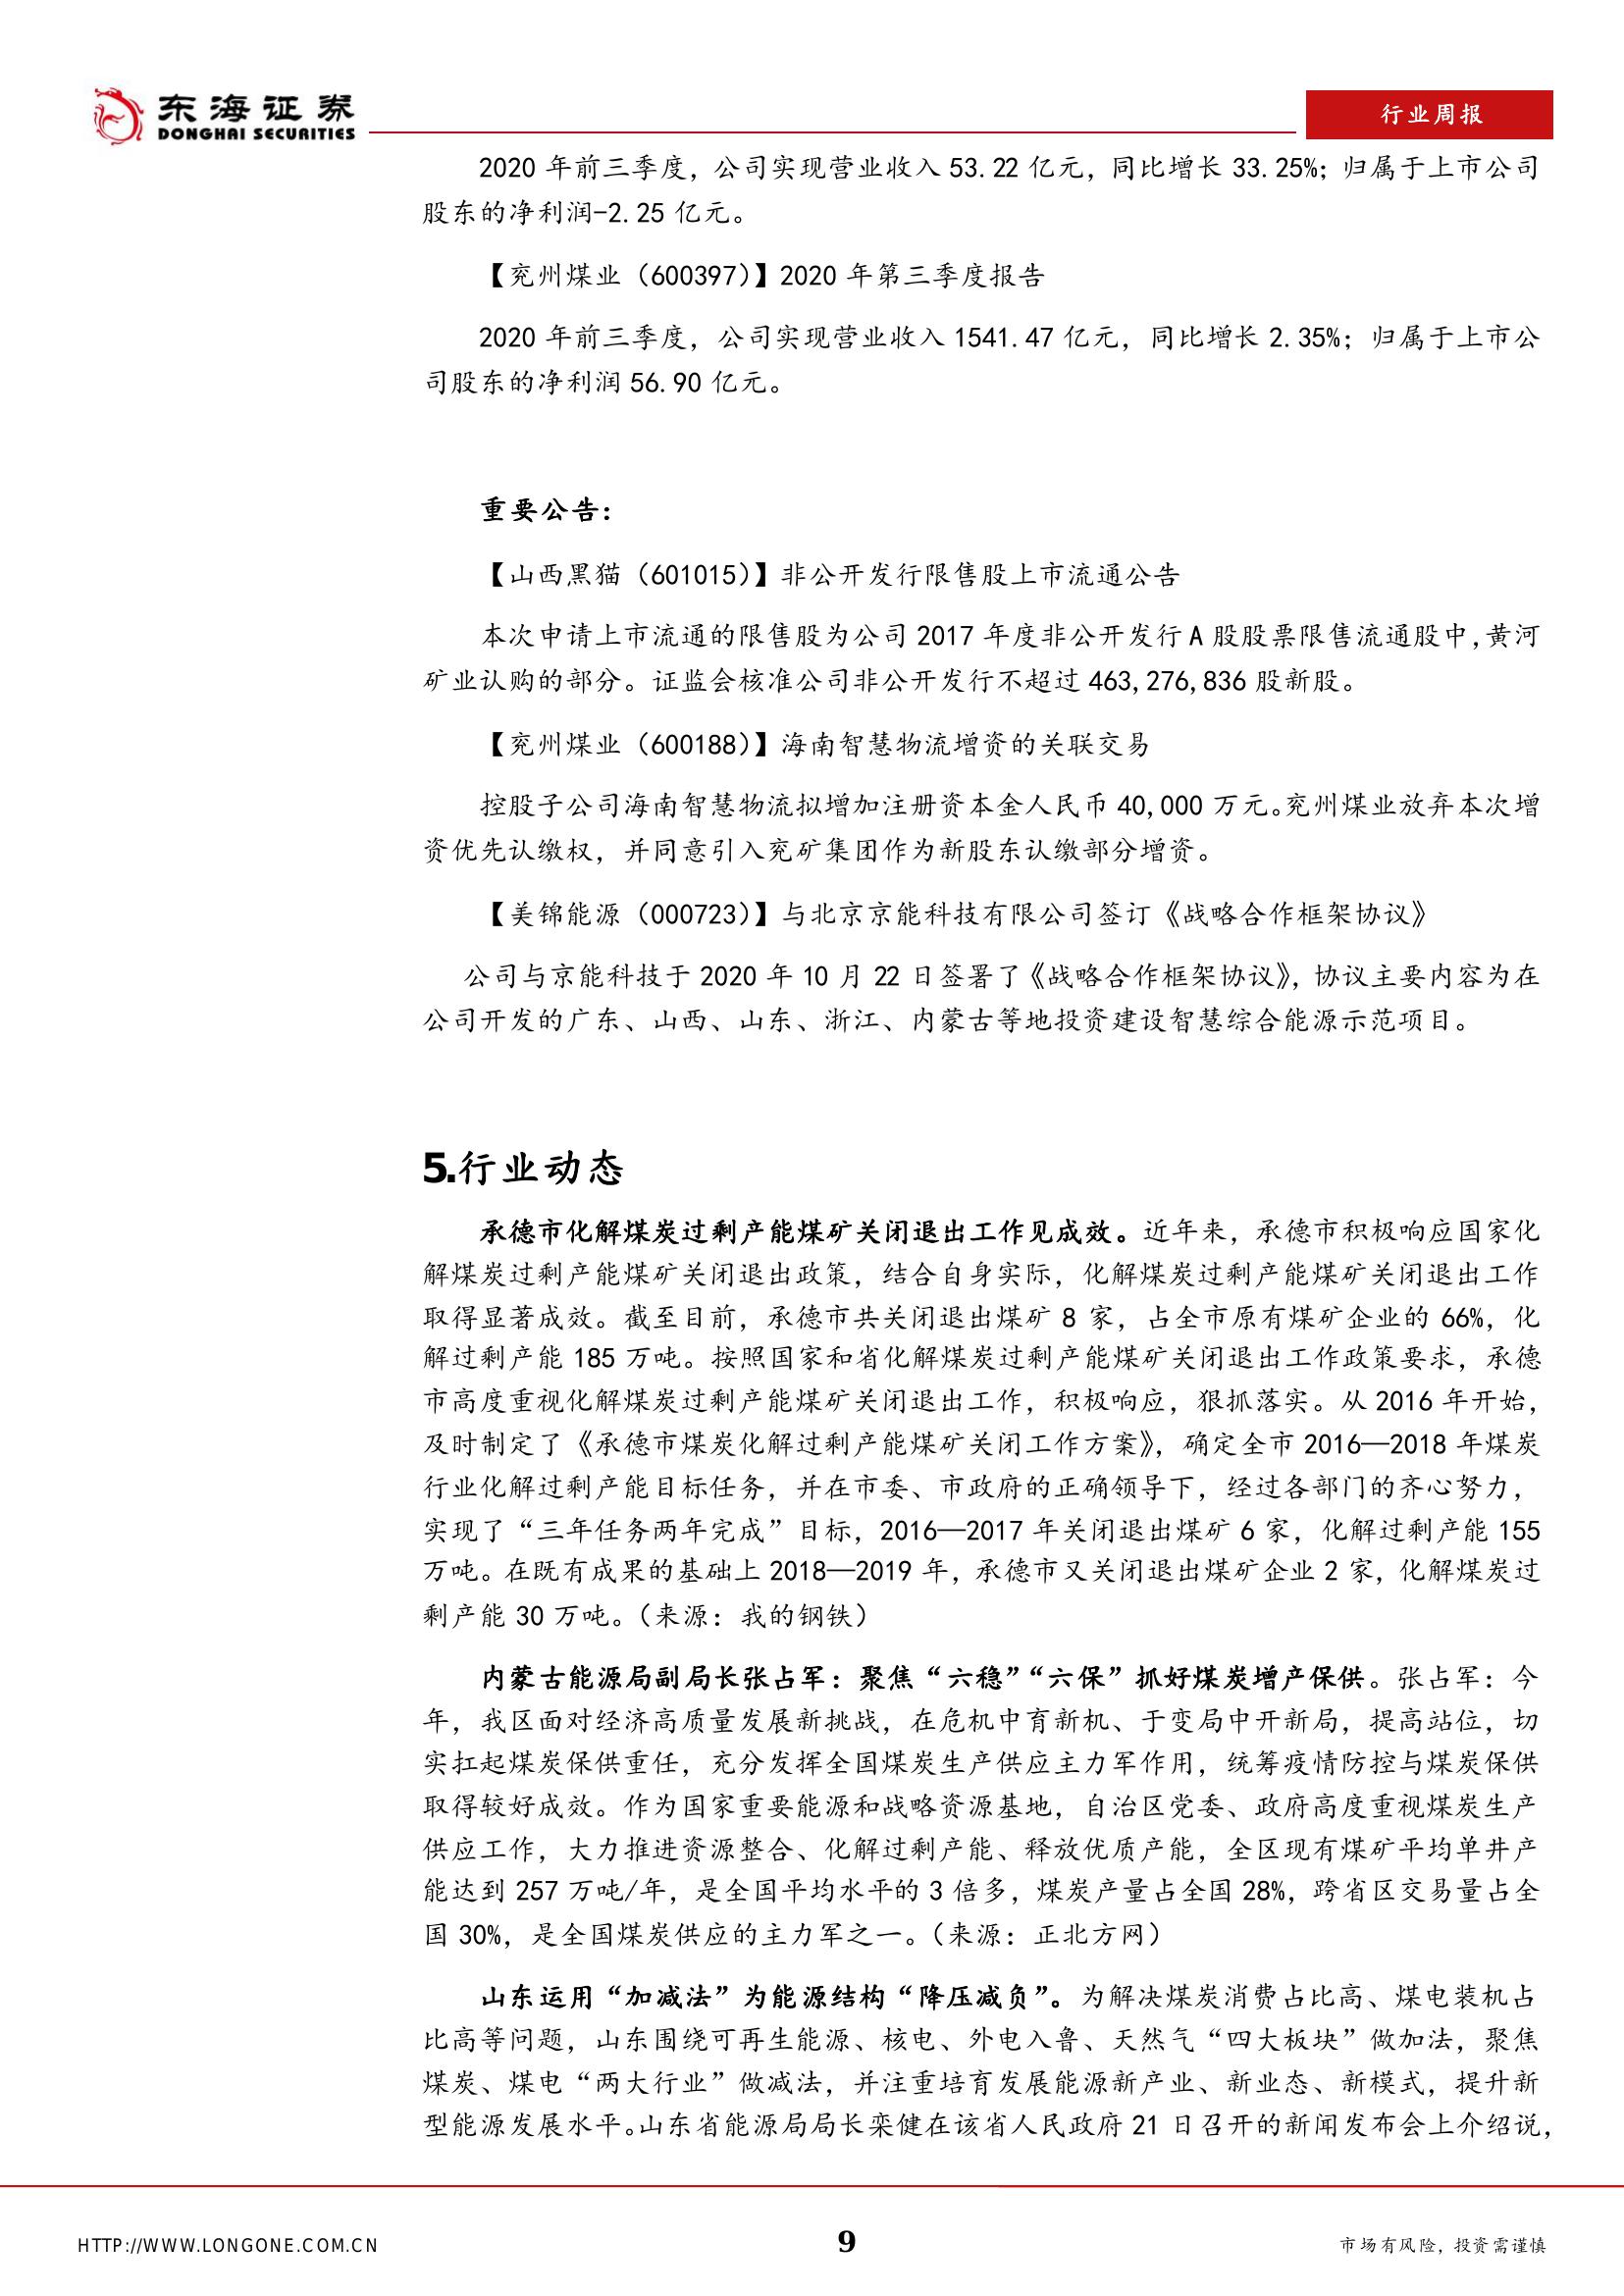 东海证券
DONGHAI SECURITIES
行业周报
2020 年前三季度，公司实现营业收入 53.22 亿元，同比增长 33.25%；归属于上市公司
股东的净利润-2.25 亿元。
【兖州煤业（600397）】2020 年第三季度报告
2020 年前三季度，公司实现营业收入 1541.47 亿元，同比增长 2.35%；归属于上市公
司股东的净利润 56.90 亿元。
重要公告：
【山西黑猫（601015）】非公开发行限售股上市流通公告
本次申请上市流通的限售股为公司 2017 年度非公开发行 A 股股票限售流通股中,黄河
矿业认购的部分。证监会核准公司非公开发行不超过 463,276,836 股新股。
【兖州煤业（600188）】海南智慧物流增资的关联交易
控股子公司海南智慧物流拟增加注册资本金人民币 40,000 万元。兖州煤业放弃本次增
资优先认缴权，并同意引入兖矿集团作为新股东认缴部分增资。
【美锦能源（000723）】与北京京能科技有限公司签订《战略合作框架协议》
公司与京能科技于 2020 年 10 月 22 日签署了《战略合作框架协议》，协议主要内容为在
公司开发的广东、山西、山东、浙江、内蒙古等地投资建设智慧综合能源示范项目。
5.行业动态
承德市化解煤炭过剩产能煤矿关闭退出工作见成效。近年来，承德市积极响应国家化
解煤炭过剩产能煤矿关闭退出政策，结合自身实际，化解煤炭过剩产能煤矿关闭退出工作
取得显著成效。截至目前，承德市共关闭退出煤矿 8 家，占全市原有煤矿企业的 66%，化
解过剩产能 185 万吨。按照国家和省化解煤炭过剩产能煤矿关闭退出工作政策要求，承德
市高度重视化解煤炭过剩产能煤矿关闭退出工作，积极响应，狠抓落实。从 2016 年开始，
及时制定了《承德市煤炭化解过剩产能煤矿关闭工作方案》，确定全市 2016—2018 年煤炭
行业化解过剩产能目标任务，并在市委、市政府的正确领导下，经过各部门的齐心努力，
实现了“三年任务两年完成”目标，2016—2017 年关闭退出煤矿 6 家，化解过剩产能 155
万吨。在既有成果的基础上 2018—2019 年，承德市又关闭退出煤矿企业 2 家，化解煤炭过
剩产能 30 万吨。（来源：我的钢铁）
内蒙古能源局副局长张占军：聚焦“六稳”“六保”抓好煤炭增产保供。张占军：今
年，我区面对经济高质量发展新挑战，在危机中育新机、于变局中开新局，提高站位，切
实扛起煤炭保供重任，充分发挥全国煤炭生产供应主力军作用，统筹疫情防控与煤炭保供
取得较好成效。作为国家重要能源和战略资源基地，自治区党委、政府高度重视煤炭生产
供应工作，大力推进资源整合、化解过剩产能、释放优质产能，全区现有煤矿平均单井产
能达到 257 万吨/年，是全国平均水平的 3 倍多，煤炭产量占全国 28%，跨省区交易量占全
国 30%，是全国煤炭供应的主力军之一。（来源：正北方网）
山东运用“加减法”为能源结构“降压减负”。为解决煤炭消费占比高、煤电装机占
比高等问题，山东围绕可再生能源、核电、外电入鲁、天然气“四大板块”做加法，聚焦
煤炭、煤电“两大行业”做减法，并注重培育发展能源新产业、新业态、新模式，提升新
型能源发展水平。山东省能源局局长栾健在该省人民政府 21 日召开的新闻发布会上介绍说，
HTTP://WWW.LONGONE.COM.CN
9
市场有风险，投资需谨慎